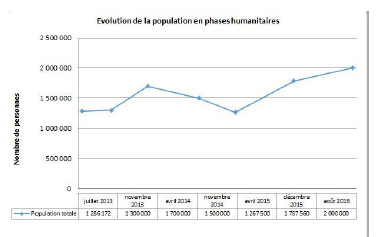 Evolution de la population en phases humanitaires
Nombre de personnes
2 500 000
2 000 000
1 500 000
1 000 000
500 000
0
juillet 2013 novembre 2013 avril 2014 novembre 2014 avril 2015 décembre 2015 août 2016
Population totale 1 286 172 1 300 000 1 700 000 1 500 000 1 267 500 1 787 560 2 000 000